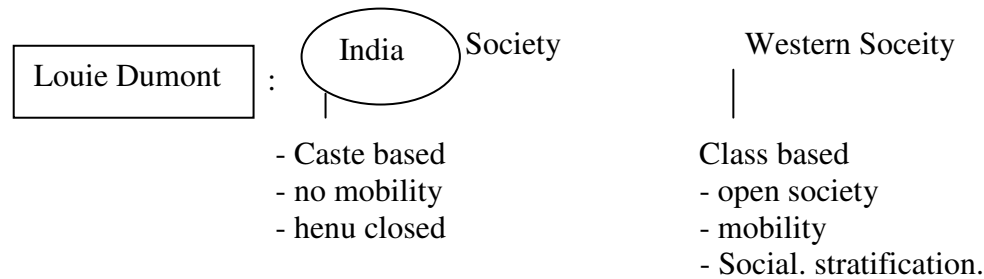 Louie Dumont : India Society Western Soceity
- Caste based Class based
- no mobility - open society
- henu closed - mobility
- Social. stratification.